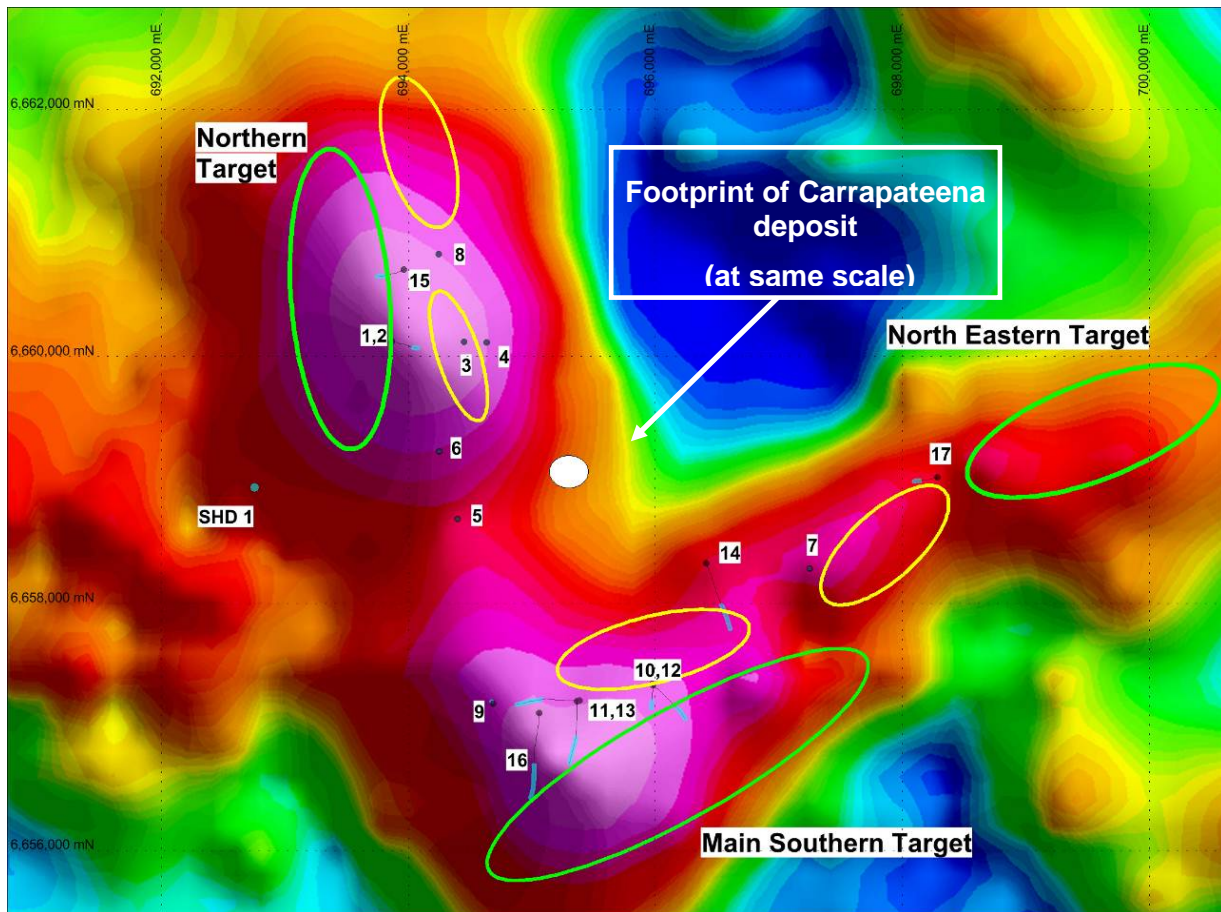 692,000 mE
694,000 mE
696,000 mE
698,000 mE
700,000 mE
6,662,000 mN
Northern
Target
Footprint of Carrapateena
deposit
(at same scale)
8
15
1,2
3
4
6,660,000 mN
North Eastern Target
6
17
SHD 1
5
14
7
6,658,000 mN
10,12
9
11,13
16
Main Southern Target
6,656,000 mN